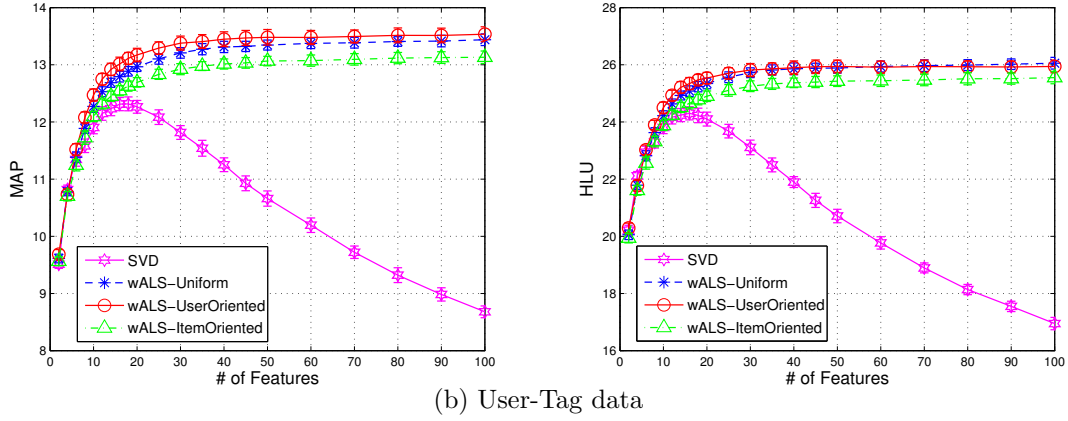 14
13
12
11
10
9
8
MAP
0 10 20 30 40 50 60 70 80 90 100
# of Features
SVD
wALS−Uniform
wALS−UserOriented
wALS−ItemOriented
28
26
24
22
20
18
16
HLU
0 10 20 30 40 50 60 70 80 90 100
# of Features
SVD
wALS−Uniform
wALS−UserOriented
wALS−ItemOriented
(b) User-Tag data